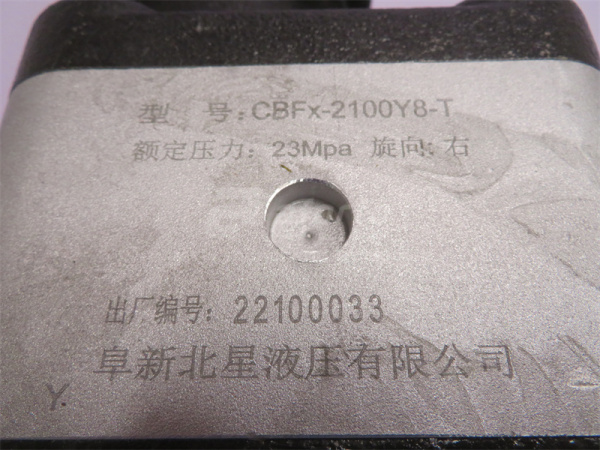 型 号:CBFx-2100Y8-T
额定压力: 23Mpa 旋向: 右
出厂编号: 22100033
阜新北星液压有限公司
Y.